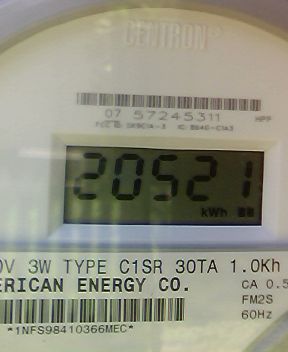 CENTRON®
07 57245311 HPP
20521
kWh
0V 3W TYPE C1SR 30TA 1.0Kh
ERICAN ENERGY CO. CA 0.5
FM2S
*1NFS98410366MEC* 60Hz